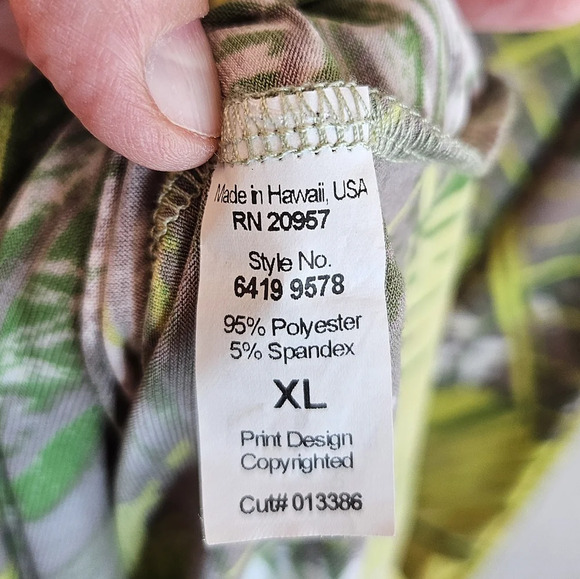 Made in Hawaii, USA
RN 20957
Style No.
6419 9578
95% Polyester
5% Spandex
XL
Print Design
Copyrighted
Cut# 013386